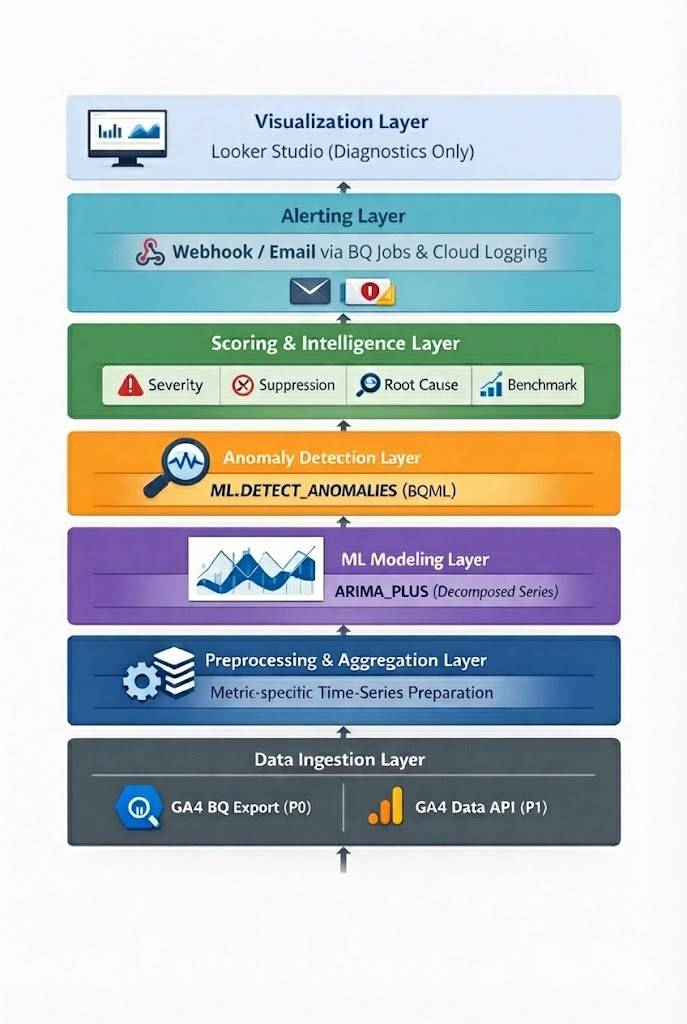 Visualization Layer
Looker Studio (Diagnostics Only)
Alerting Layer
Webhook / Email via BQ Jobs & Cloud Logging
Scoring & Intelligence Layer
Severity
Suppression
Root Cause
Benchmark
Anomaly Detection Layer
ML.DETECT_ANOMALIES (BQML)
ML Modeling Layer
ARIMA_PLUS (Decomposed Series)
Preprocessing & Aggregation Layer
Metric-specific Time-Series Preparation
Data Ingestion Layer
GA4 BQ Export (P0)
GA4 Data API (P1)